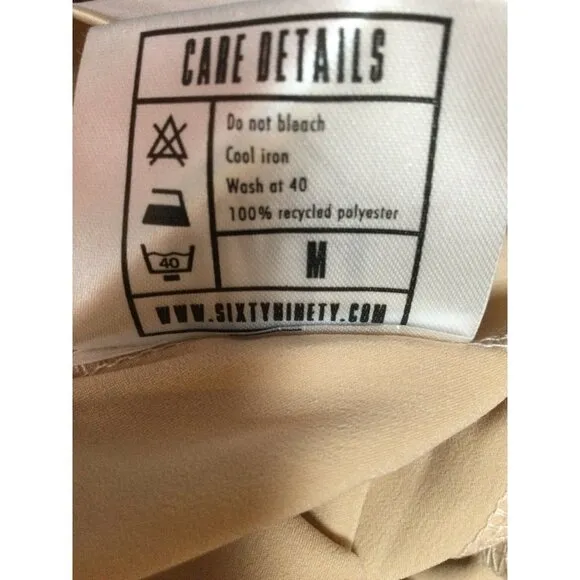 CARE DETAILS
Do not bleach
Cool iron
Wash at 40
100% recycled polyester
40
M
WWW.SIXTYNINETY.COM